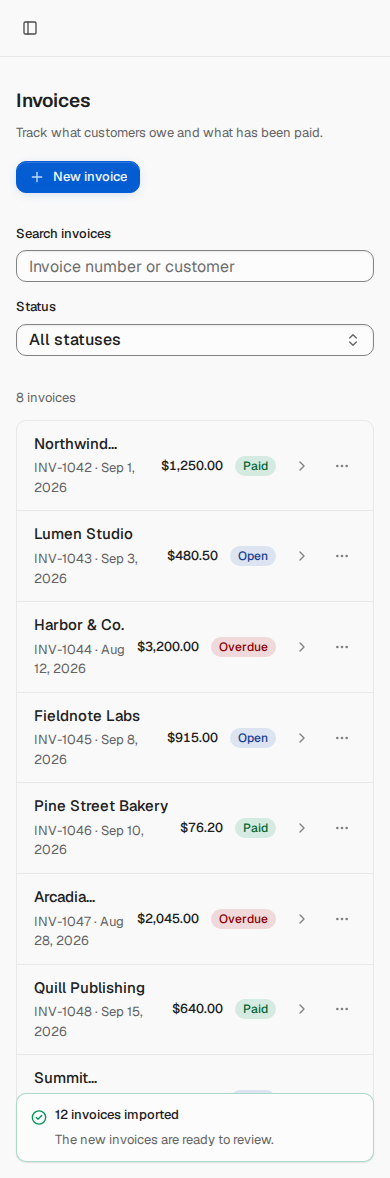 Invoices
Track what customers owe and what has been paid.
New invoice
Search invoices
Invoice number or customer
Status
All statuses
8 invoices
Northwind...
INV-1042 · Sep 1,
2026
$1,250.00
Paid
Lumen Studio
INV-1043 · Sep 3,
2026
$480.50
Open
Harbor & Co.
INV-1044 · Aug
12, 2026
$3,200.00
Overdue
Fieldnote Labs
INV-1045 · Sep 8,
2026
$915.00
Open
Pine Street Bakery
INV-1046 · Sep 10,
2026
$76.20
Paid
Arcadia...
INV-1047 · Aug
28, 2026
$2,045.00
Overdue
Quill Publishing
INV-1048 · Sep 15,
2026
$640.00
Paid
Summit...
12 invoices imported
The new invoices are ready to review.